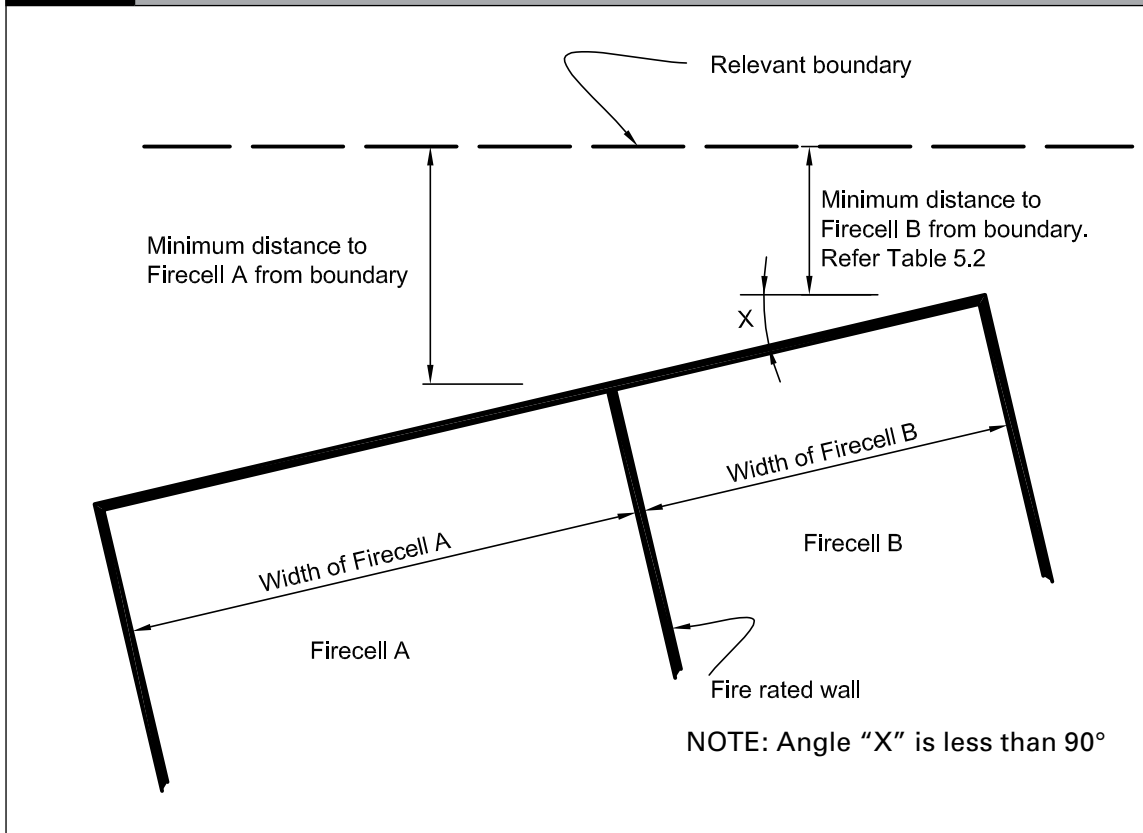 Relevant boundary
Minimum distance to
Firecell A from boundary
Minimum distance to
Firecell B from boundary.
Refer Table 5.2
X
Width of Firecell B
Width of Firecell A
Firecell B
Firecell A
Fire rated wall
NOTE: Angle “X” is less than 90°